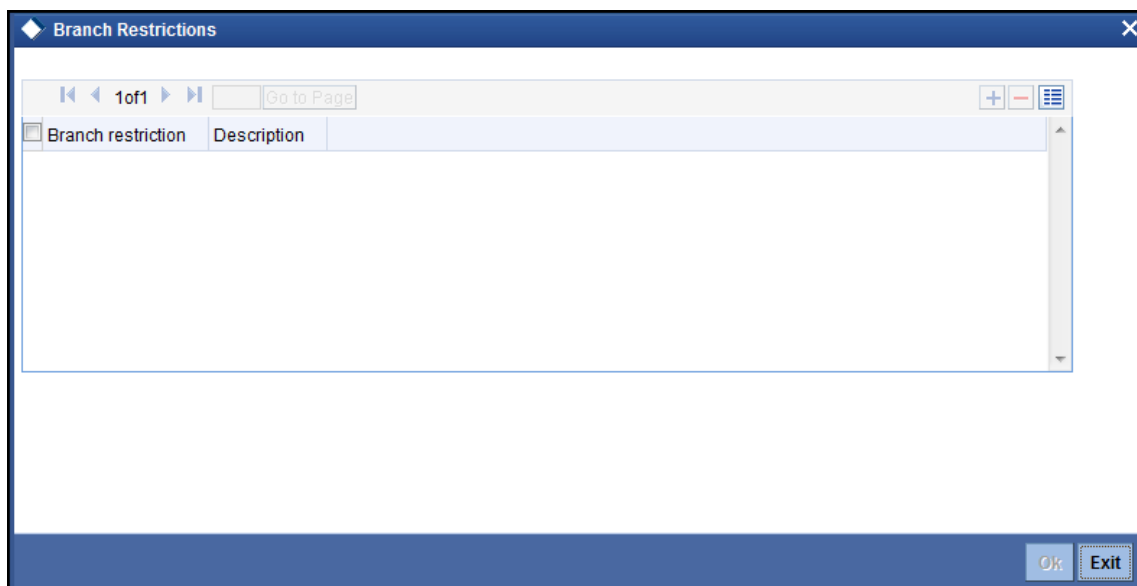 Branch Restrictions
1of1 Go to Page
Branch restriction Description
Ok Exit